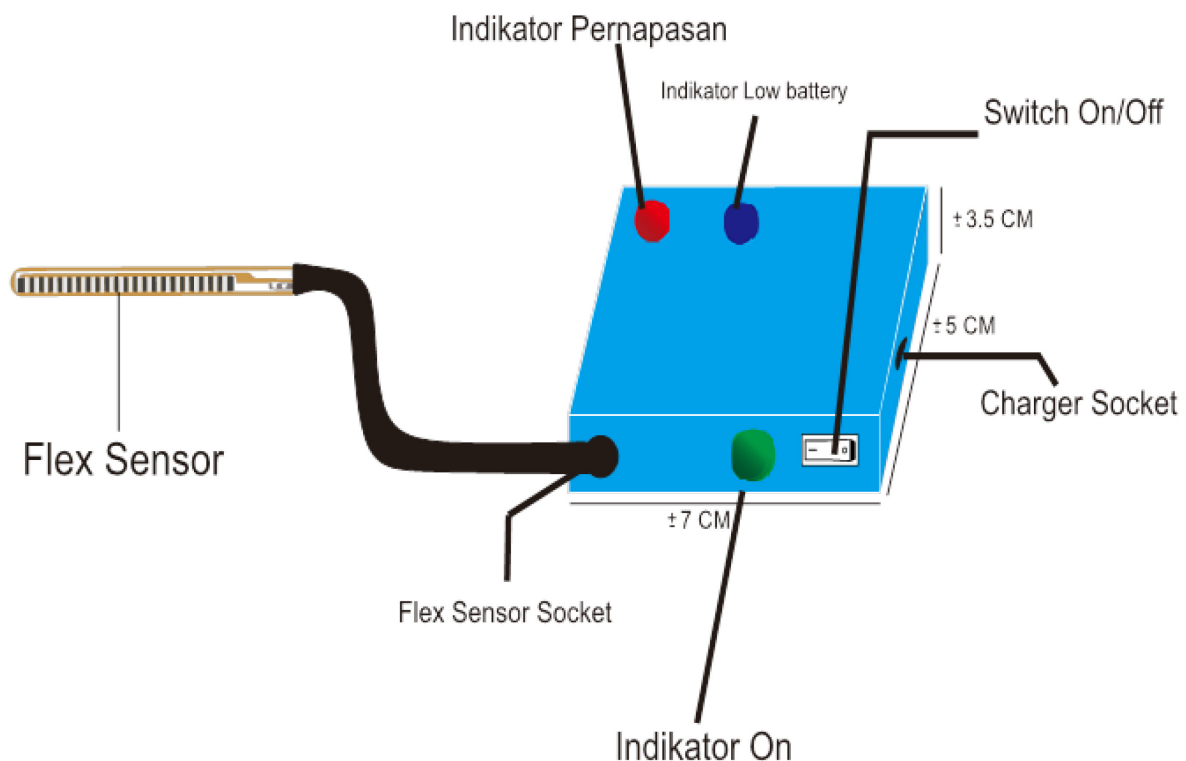 Indikator Pernapasan
Indikator Low battery
Switch On/Off
±3.5 CM
±5 CM
Charger Socket
Flex Sensor
±7 CM
Flex Sensor Socket
Indikator On